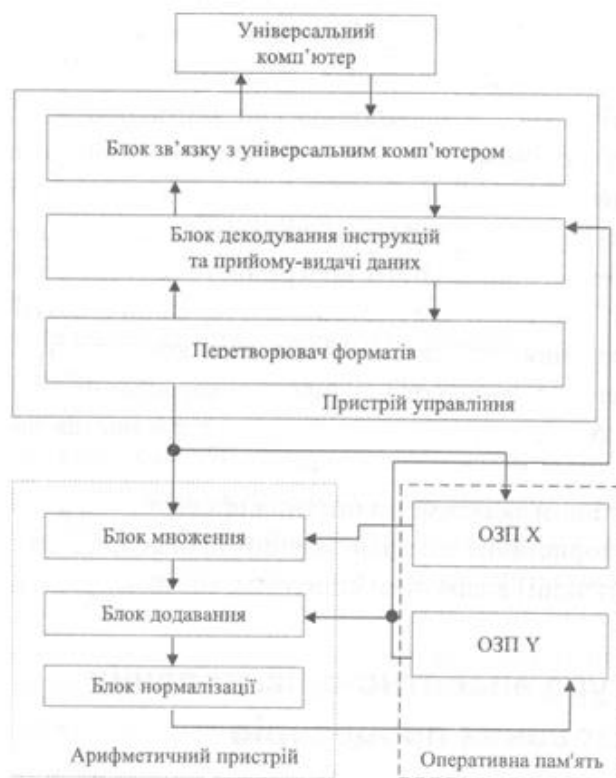 Універсальний
комп’ютер
Блок зв’язку з універсальним комп’ютером
Блок декодування інструкцій
та прийому-видачі даних
Перетворювач форматів
Пристрій управління
Блок множення
ОЗП X
Блок додавання
ОЗП Y
Блок нормалізації
Арифметичний пристрій
Оперативна пам'ять